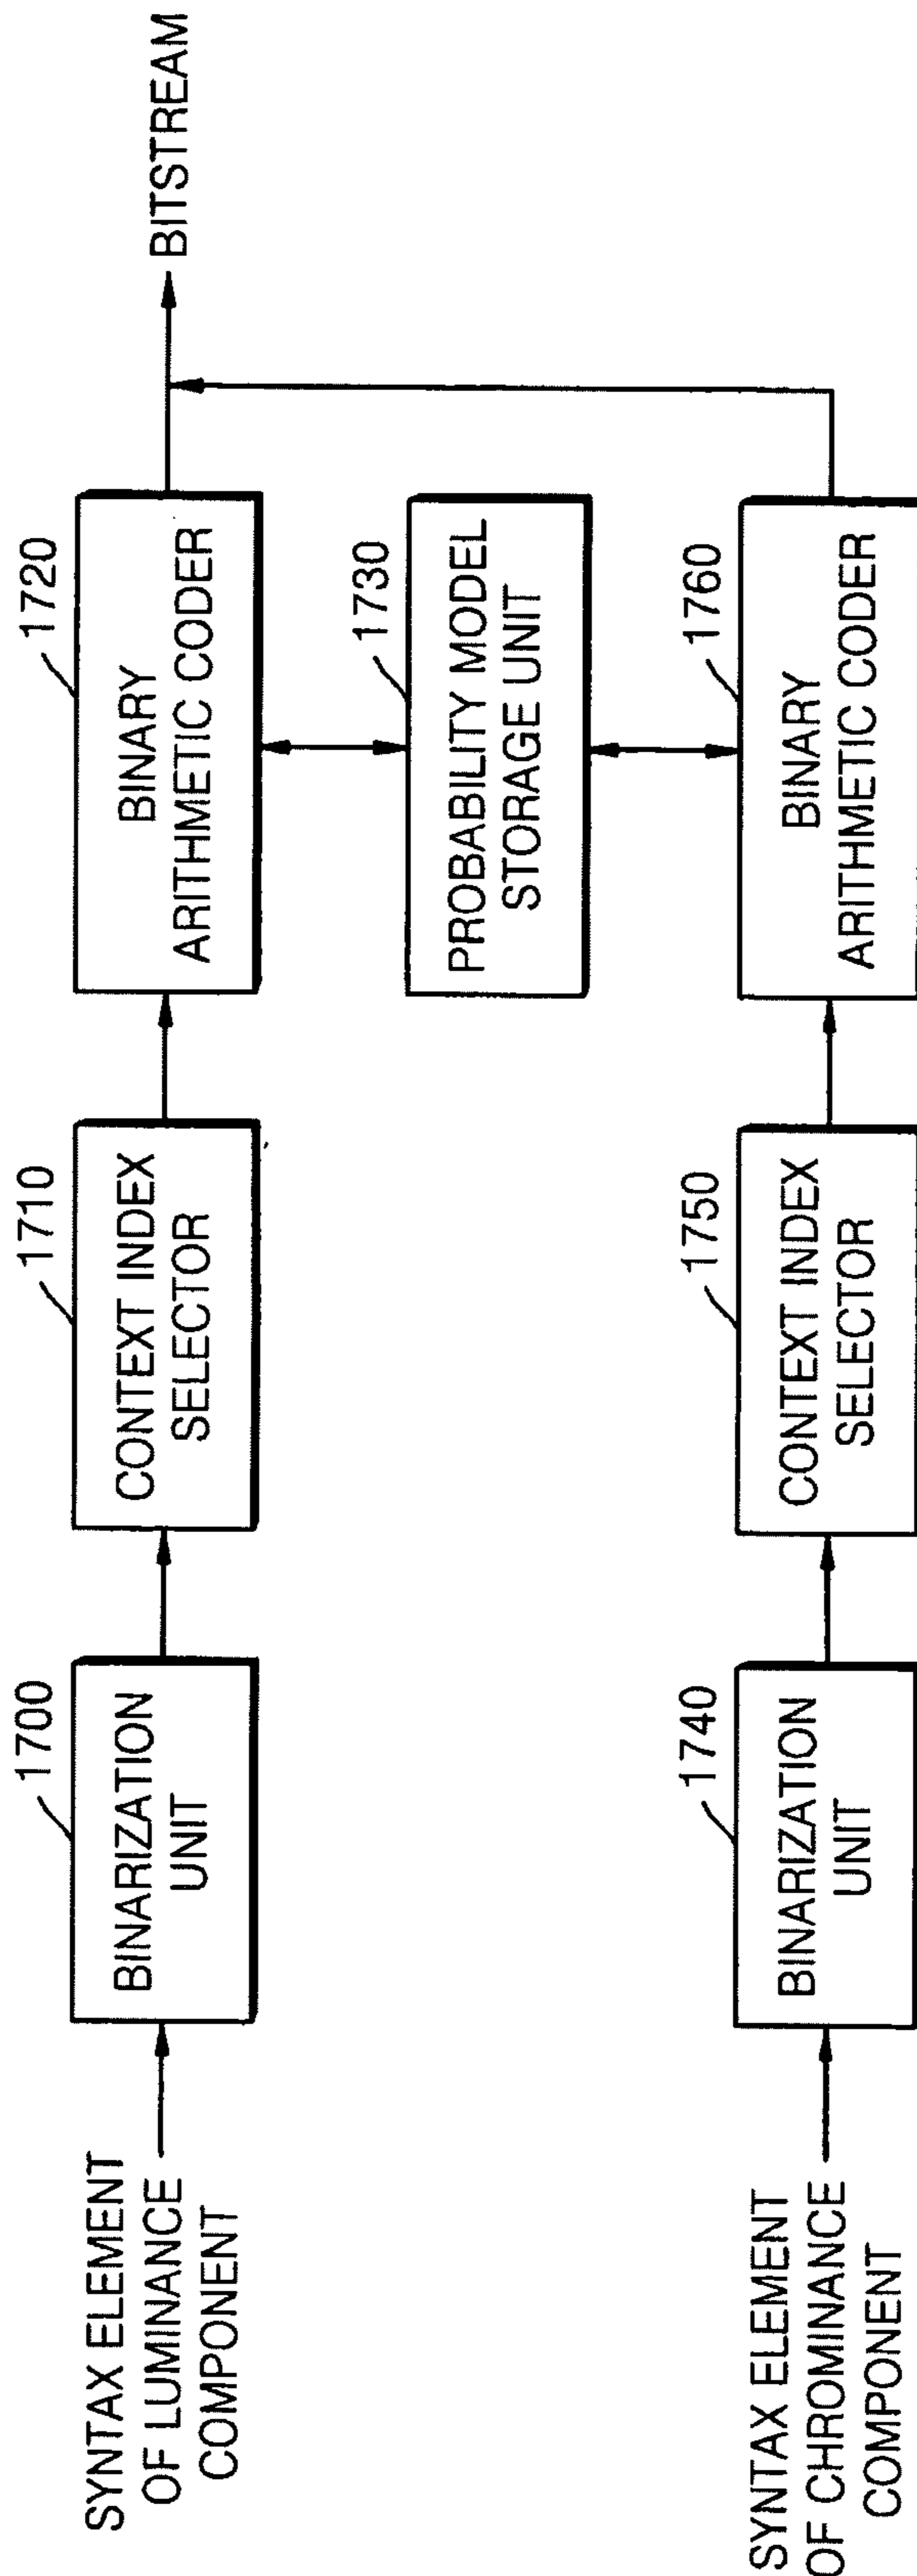 SYNTAX ELEMENT
OF LUMINANCE
COMPONENT
1700
BINARIZATION
UNIT
1710
CONTEXT INDEX
SELECTOR
1720
BINARY
ARITHMETIC CODER
BITSTREAM
1730
PROBABILITY MODEL
STORAGE UNIT
SYNTAX ELEMENT
OF CHROMINANCE
COMPONENT
1740
BINARIZATION
UNIT
1750
CONTEXT INDEX
SELECTOR
1760
BINARY
ARITHMETIC CODER